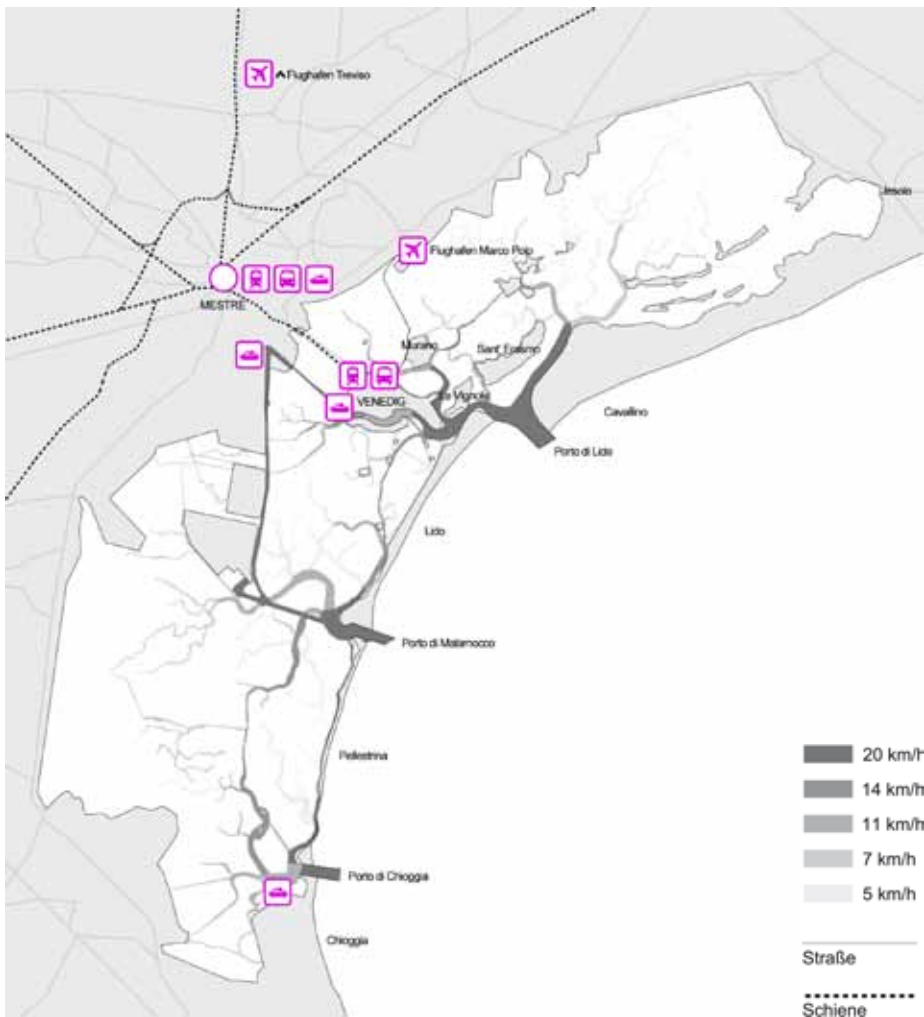 Flughafen Treviso
Jesolo
Flughafen Marco Polo
MESTRE
Murano
Sant' Erasmo
La Vignole
VENEDIG
Cavallino
Porto di Lido
Lido
Porto di Malamocco
Pellestrina
20 km/h
14 km/h
11 km/h
7 km/h
5 km/h
Porto di Chioggia
Chioggia
Straße
Schiene